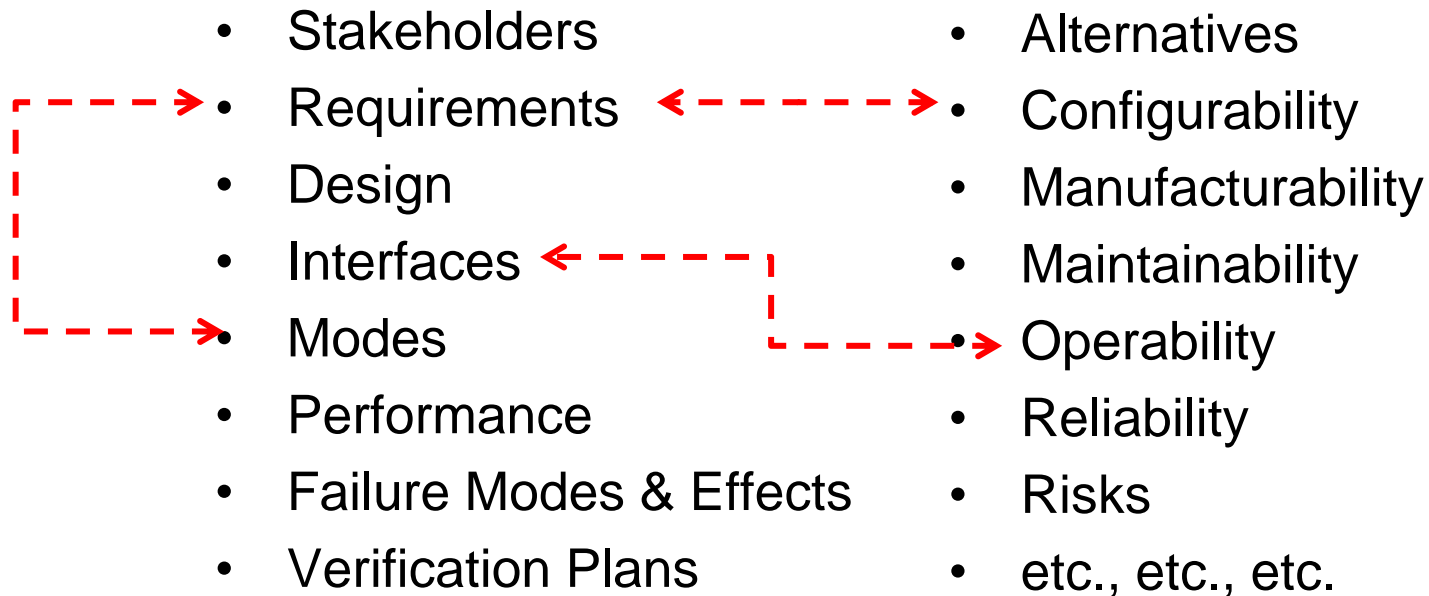 • Stakeholders
• Requirements
• Design
• Interfaces
• Modes
• Performance
• Failure Modes & Effects
• Verification Plans
• Alternatives
• Configurability
• Manufacturability
• Maintainability
• Operability
• Reliability
• Risks
• etc., etc., etc.